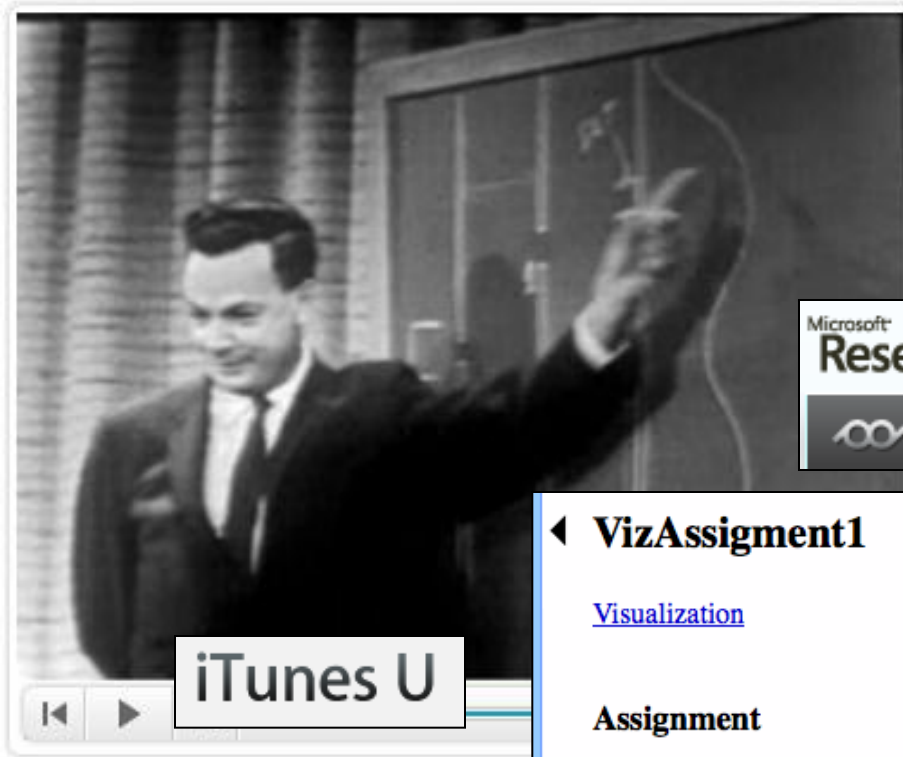 Microsoft
Rese
VizAssigment1
Visualization
iTunes U
Assignment